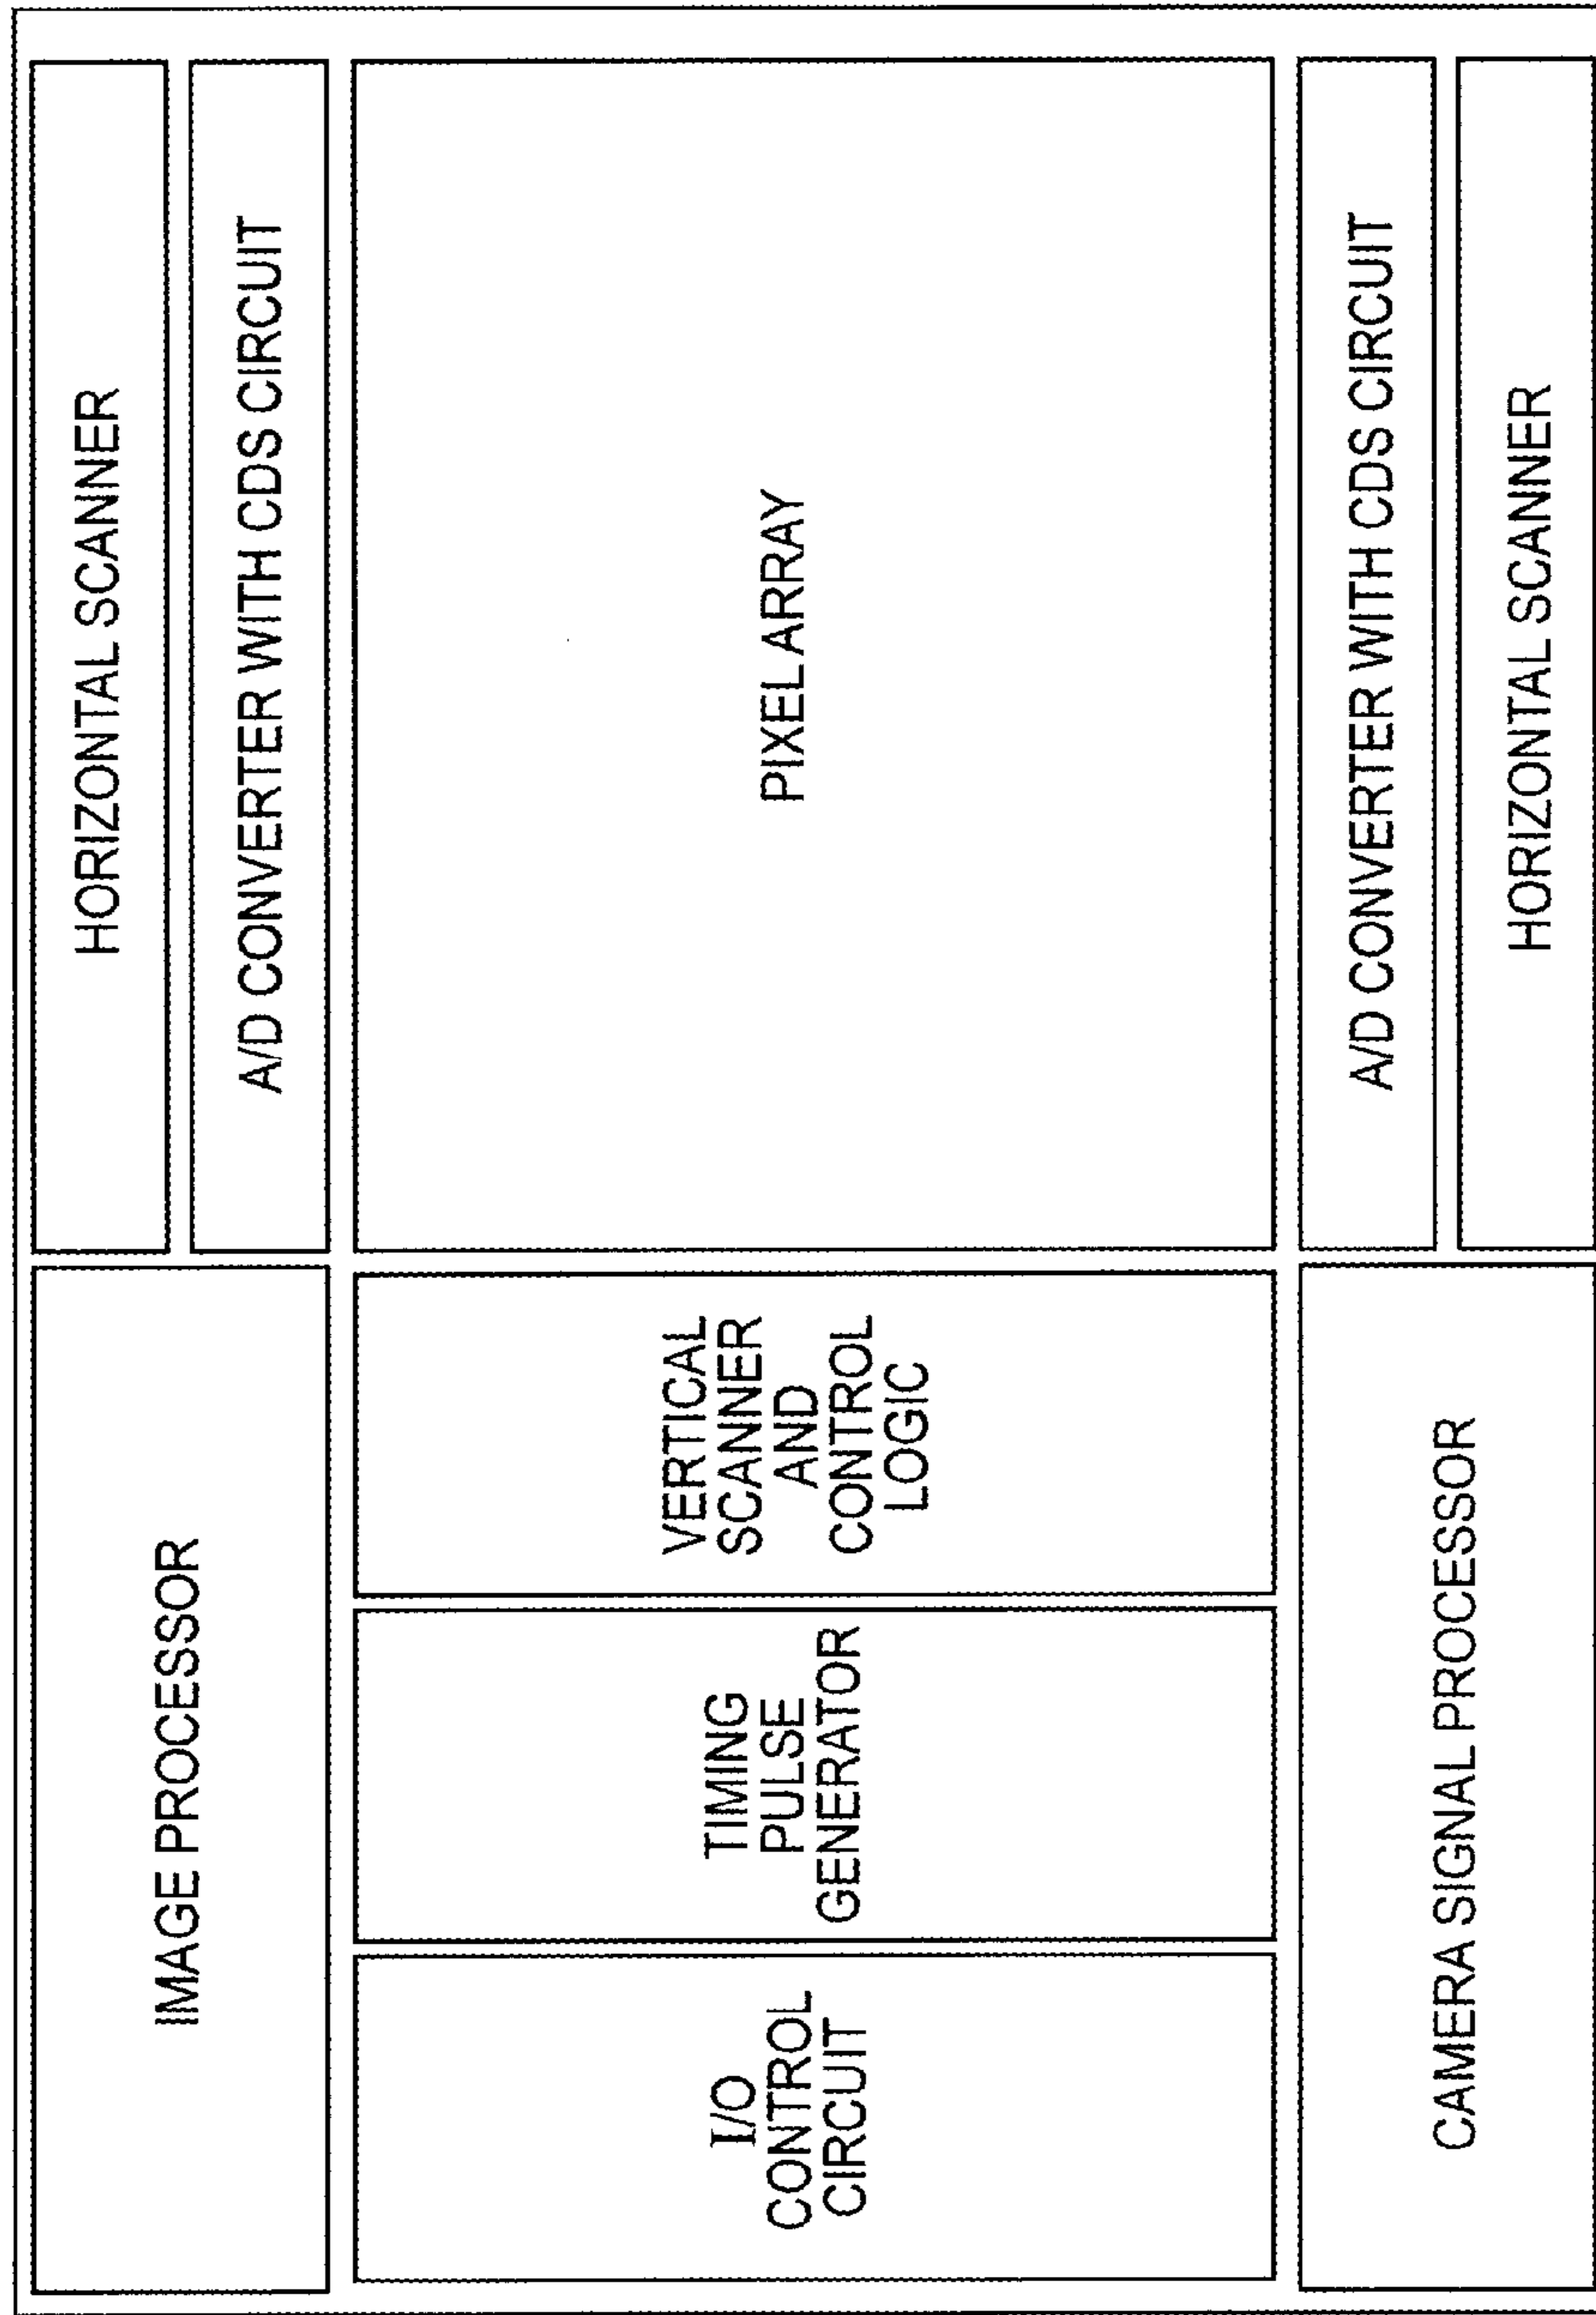 IMAGE PROCESSOR
HORIZONTAL SCANNER
A/D CONVERTER WITH CDS CIRCUIT
I/O
CONTROL
CIRCUIT
TIMING
PULSE
GENERATOR
VERTICAL
SCANNER
AND
CONTROL
LOGIC
PIXEL ARRAY
CAMERA SIGNAL PROCESSOR
A/D CONVERTER WITH CDS CIRCUIT
HORIZONTAL SCANNER